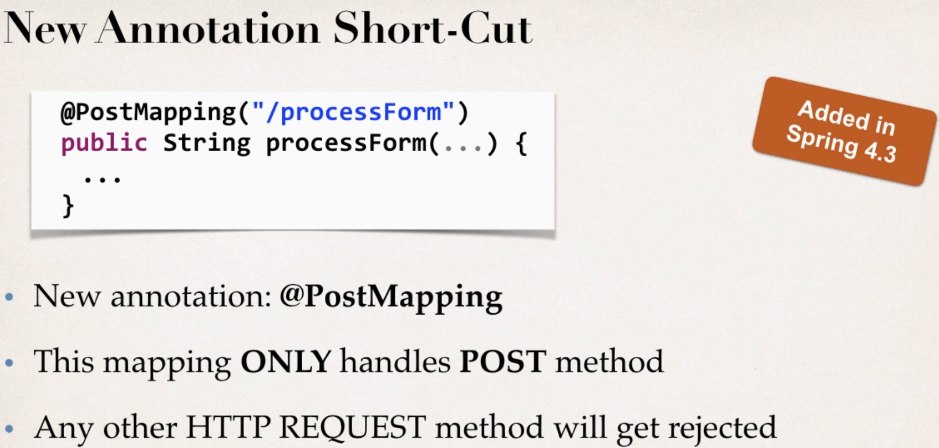 New Annotation Short-Cut
@PostMapping("/processForm")
public String processForm(...) {
...
}
Added in
Spring 4.3
• New annotation: @PostMapping
• This mapping ONLY handles POST method
• Any other HTTP REQUEST method will get rejected